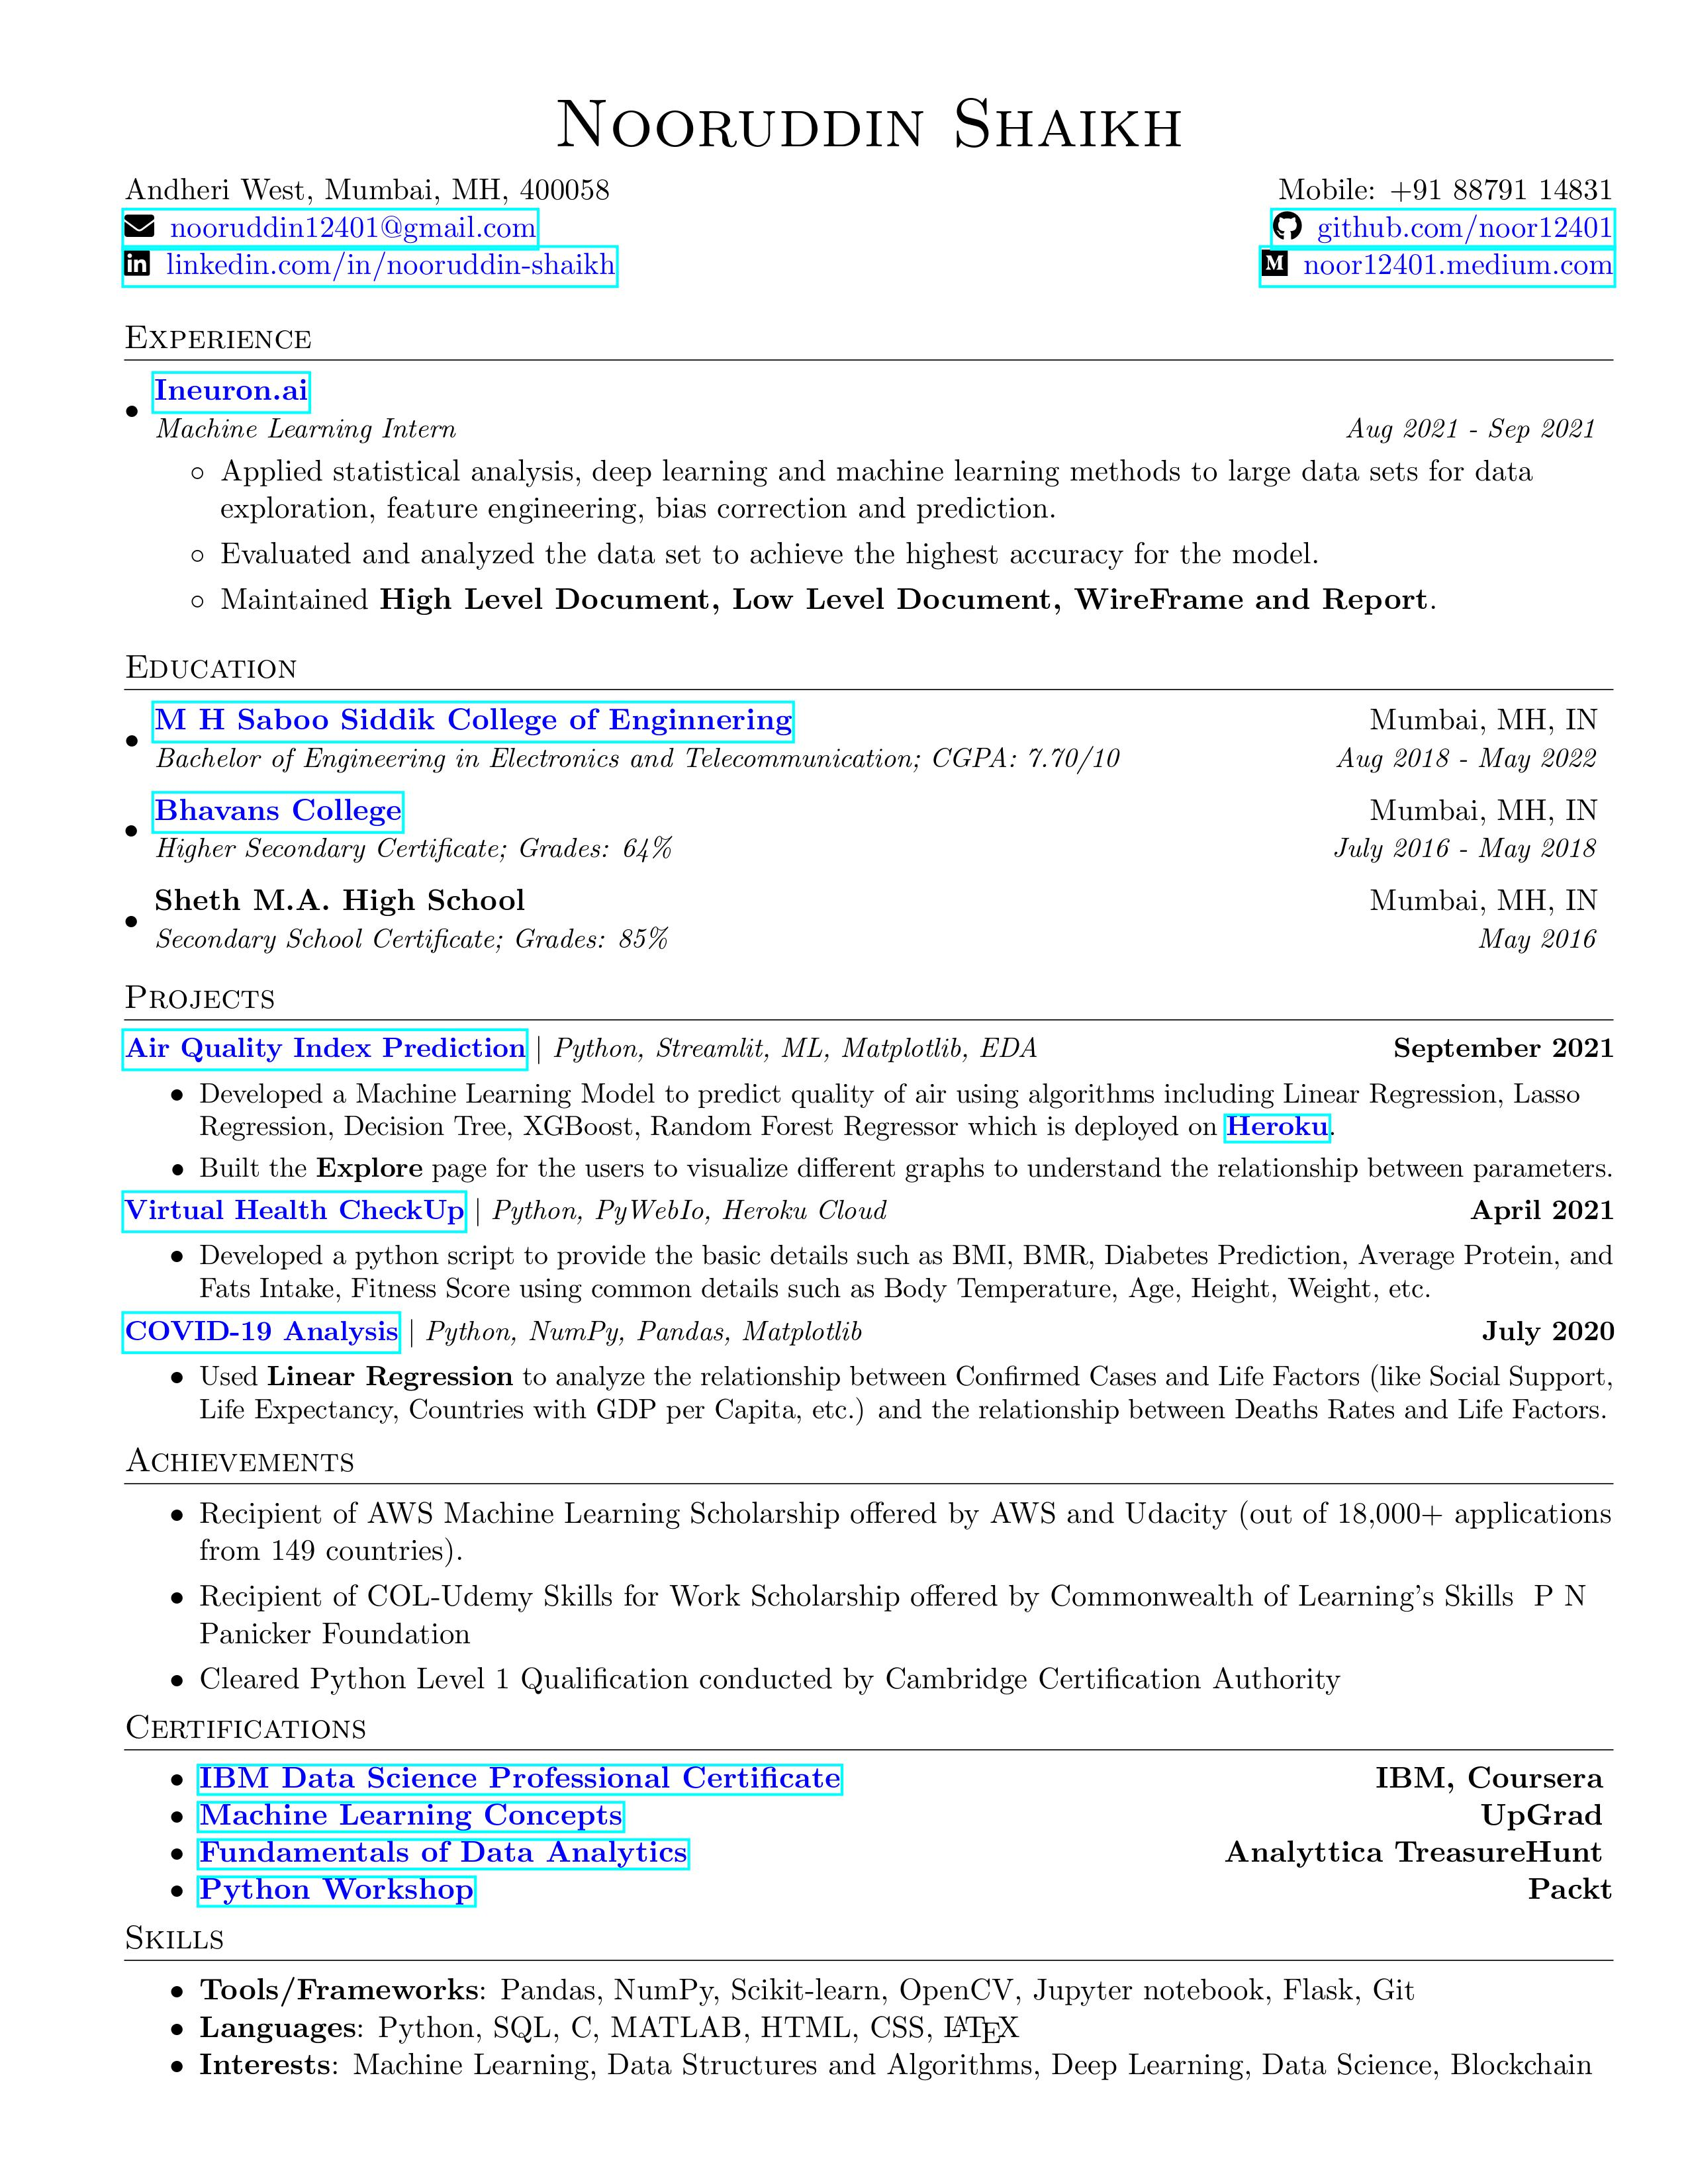 Nooruddin Shaikh
Andheri West, Mumbai, MH, 400058 Mobile: +91 88791 14831
nooruddin12401@gmail.com github.com/noor12401
linkedin.com/in/nooruddin-shaikh noor12401.medium.com
Experience
• Ineuron.ai
Machine Learning Intern Aug 2021 - Sep 2021
◦ Applied statistical analysis, deep learning and machine learning methods to large data sets for data
exploration, feature engineering, bias correction and prediction.
◦ Evaluated and analyzed the data set to achieve the highest accuracy for the model.
◦ Maintained High Level Document, Low Level Document, WireFrame and Report.
Education
• M H Saboo Siddik College of Enginnering Mumbai, MH, IN
Bachelor of Engineering in Electronics and Telecommunication; CGPA: 7.70/10 Aug 2018 - May 2022
• Bhavans College Mumbai, MH, IN
Higher Secondary Certificate; Grades: 64% July 2016 - May 2018
• Sheth M.A. High School Mumbai, MH, IN
Secondary School Certificate; Grades: 85% May 2016
Projects
Air Quality Index Prediction | Python, Streamlit, ML, Matplotlib, EDA September 2021
• Developed a Machine Learning Model to predict quality of air using algorithms including Linear Regression, Lasso
Regression, Decision Tree, XGBoost, Random Forest Regressor which is deployed on Heroku.
• Built the Explore page for the users to visualize different graphs to understand the relationship between parameters.
Virtual Health CheckUp | Python, PyWebIo, Heroku Cloud April 2021
• Developed a python script to provide the basic details such as BMI, BMR, Diabetes Prediction, Average Protein, and
Fats Intake, Fitness Score using common details such as Body Temperature, Age, Height, Weight, etc.
COVID-19 Analysis | Python, NumPy, Pandas, Matplotlib July 2020
• Used Linear Regression to analyze the relationship between Confirmed Cases and Life Factors (like Social Support,
Life Expectancy, Countries with GDP per Capita, etc.) and the relationship between Deaths Rates and Life Factors.
Achievements
• Recipient of AWS Machine Learning Scholarship offered by AWS and Udacity (out of 18,000+ applications
from 149 countries).
• Recipient of COL-Udemy Skills for Work Scholarship offered by Commonwealth of Learning's Skills P N
Panicker Foundation
• Cleared Python Level 1 Qualification conducted by Cambridge Certification Authority
Certifications
• IBM Data Science Professional Certificate IBM, Coursera
• Machine Learning Concepts UpGrad
• Fundamentals of Data Analytics Analyttica TreasureHunt
• Python Workshop Packt
Skills
• Tools/Frameworks: Pandas, NumPy, Scikit-learn, OpenCV, Jupyter notebook, Flask, Git
• Languages: Python, SQL, C, MATLAB, HTML, CSS, LATEX
• Interests: Machine Learning, Data Structures and Algorithms, Deep Learning, Data Science, Blockchain